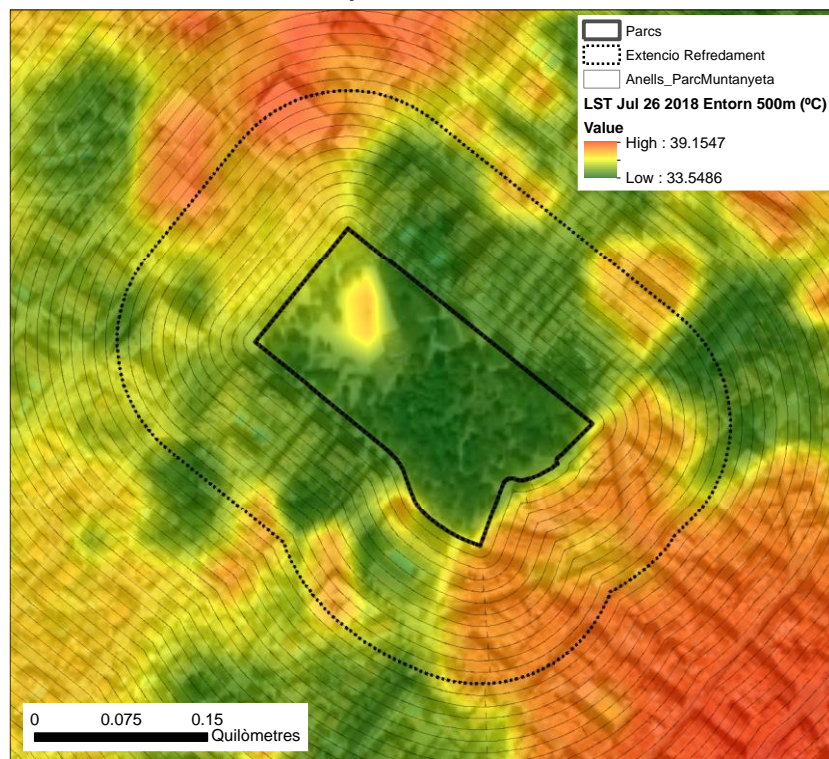 Parcs
Extencio Refredament
Anells_ParcMuntanyeta
LST Jul 26 2018 Entorn 500m (ºC)
Value
High : 39.1547
Low : 33.5486
0 0.075 0.15
Quilòmetres